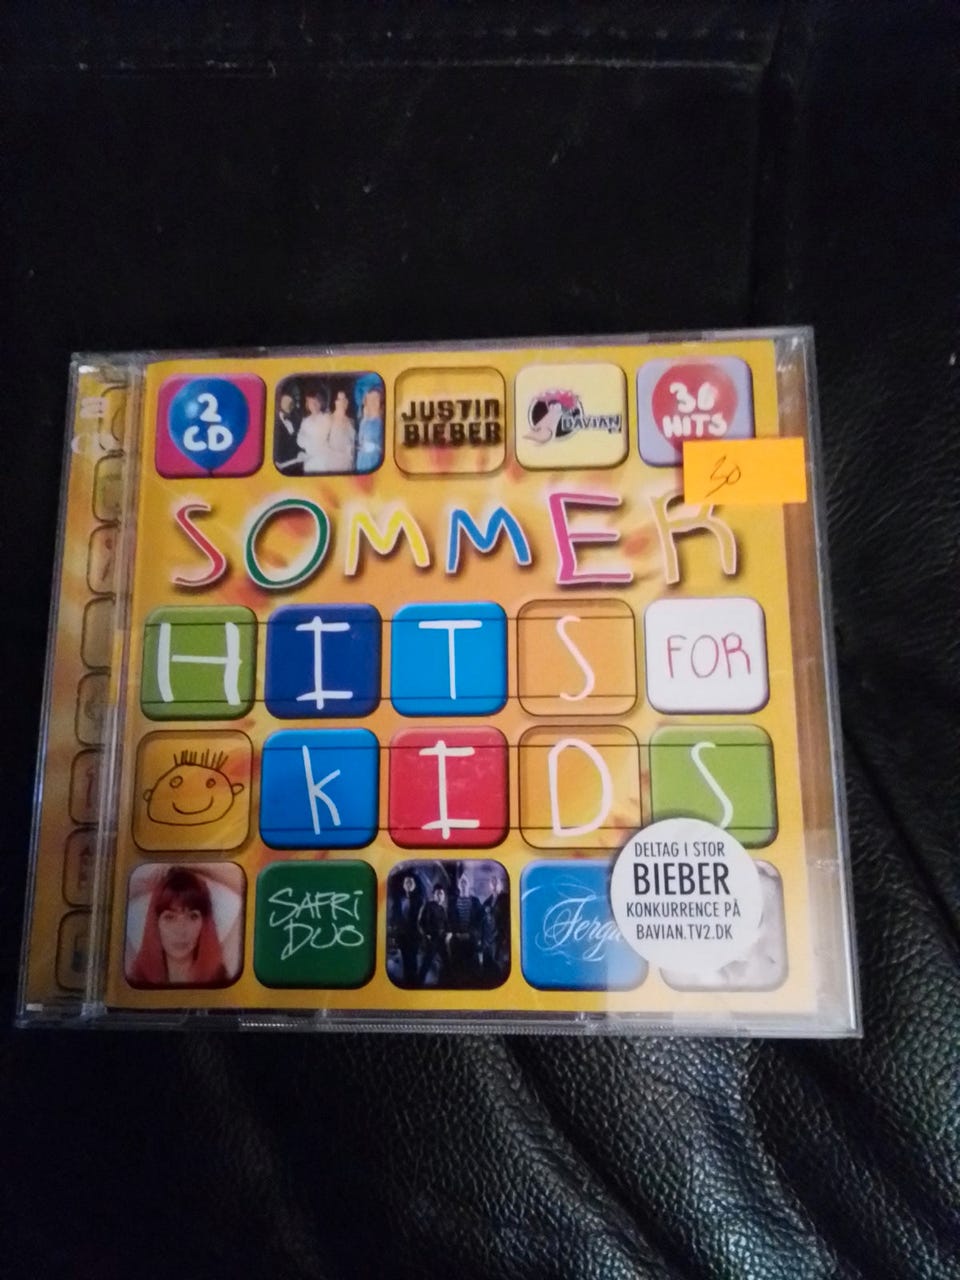 2
CD
JUSTIN
BIEBER
BAVIAN
36
HITS
30
SOMMER
HITS FOR
KIDS
SAFRI
DUO
DELTAG I STOR
BIEBER
KONKURRENCE PÅ
BAVIAN.TV2.DK